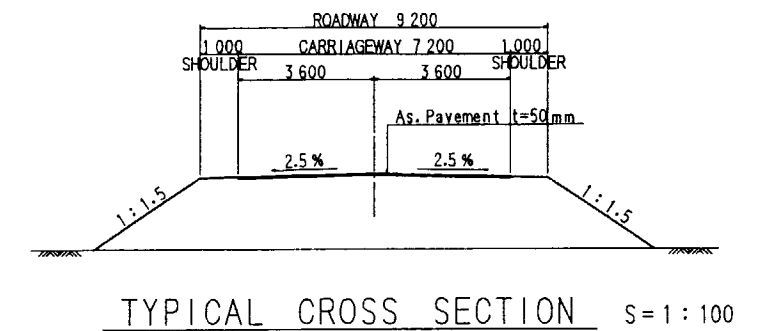 ROADWAY 9 200
1 000 CARRIAGEWAY 7 200 1,000
SHOULDER SHOULDER
3 600 3 600
As. Pavement t=50mm
2.5 % 2.5 %
1 : 1.5 1 : 1.5
TYPICAL CROSS SECTION S = 1 : 100